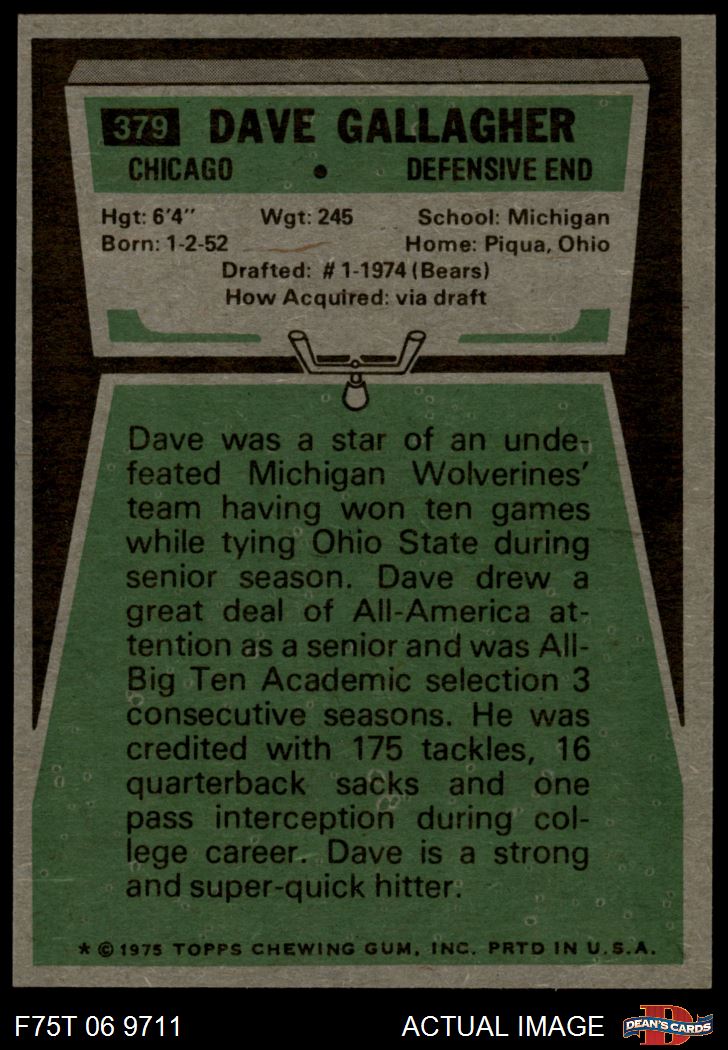 379 DAVE GALLAGHER
CHICAGO • DEFENSIVE END
Hgt: 6'4" Wgt: 245 School: Michigan
Born: 1-2-52 Home: Piqua, Ohio
Drafted: #1-1974 (Bears)
How Acquired: via draft
Dave was a star of an unde-
feated Michigan Wolverines'
team having won ten games
while tying Ohio State during
senior season. Dave drew a
great deal of All-America at-
tention as a senior and was All-
Big Ten Academic selection 3
consecutive seasons. He was
credited with 175 tackles, 16
quarterback sacks and one
pass interception during col-
lege career. Dave is a strong
and super-quick hitter.
* © 1975 TOPPS CHEWING GUM, INC. PRTD IN U.S.A.
F75T 06 9711 ACTUAL IMAGE D DEAN'S CARDS